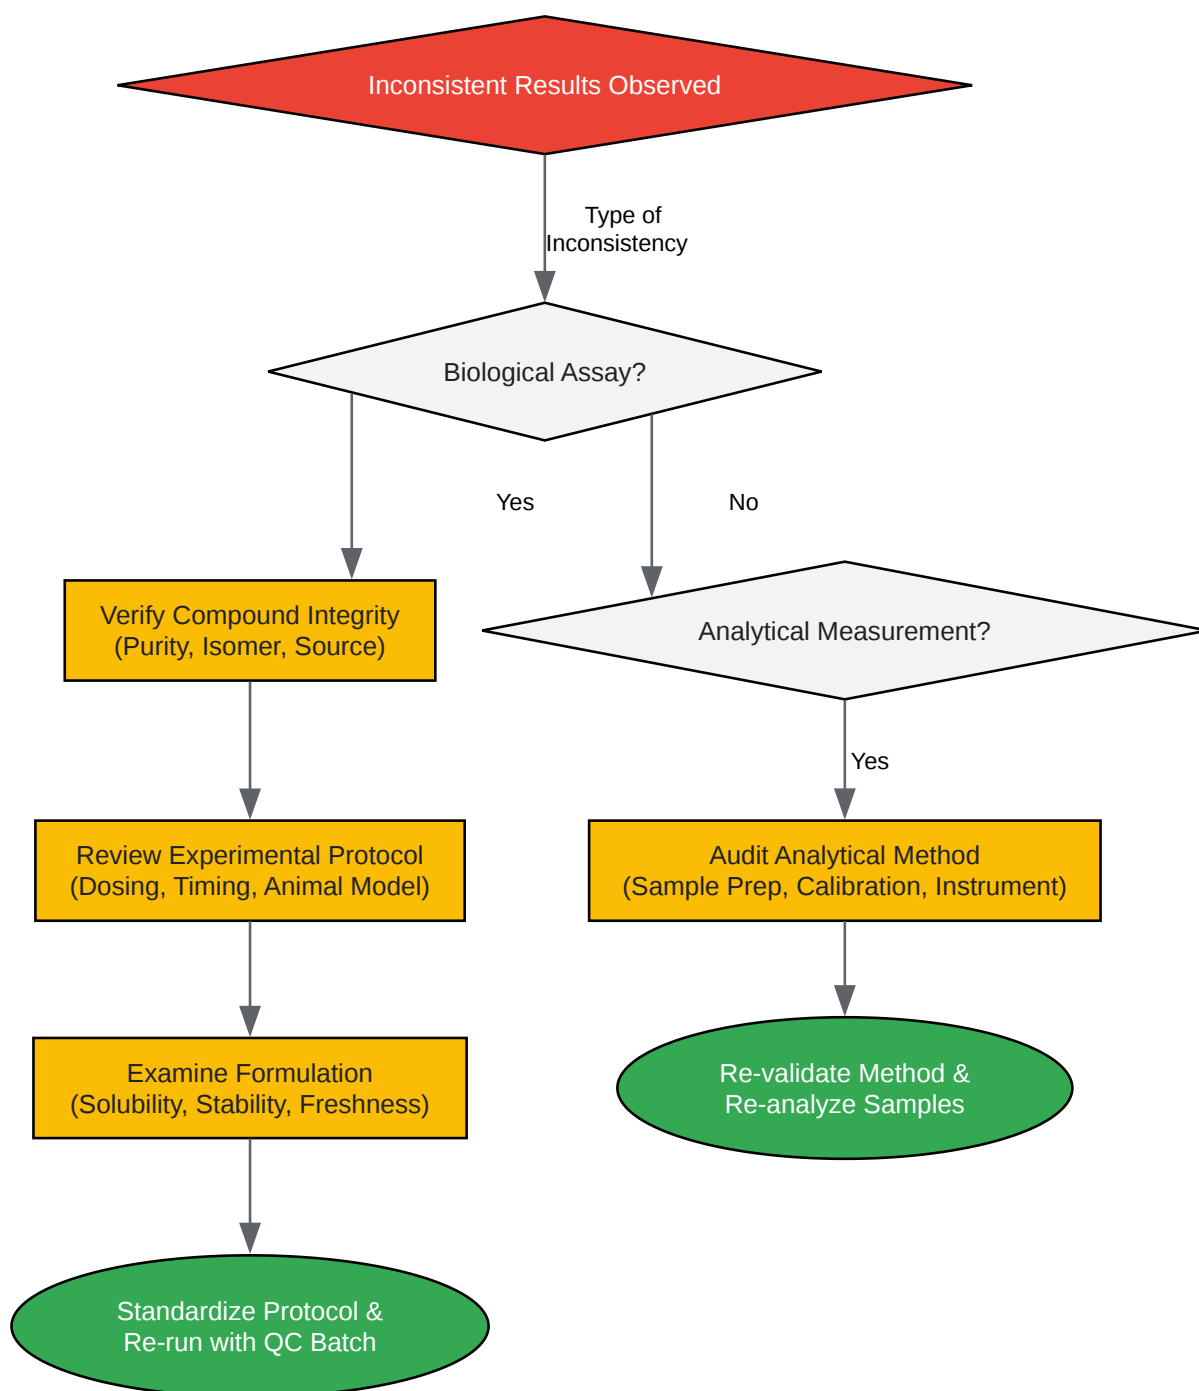 Inconsistent Results Observed
Type of
Inconsistency
Biological Assay?
Yes
No
Verify Compound Integrity
(Purity, Isomer, Source)
Analytical Measurement?
Yes
Review Experimental Protocol
(Dosing, Timing, Animal Model)
Audit Analytical Method
(Sample Prep, Calibration, Instrument)
Examine Formulation
(Solubility, Stability, Freshness)
Re-validate Method &
Re-analyze Samples
Standardize Protocol &
Re-run with QC Batch